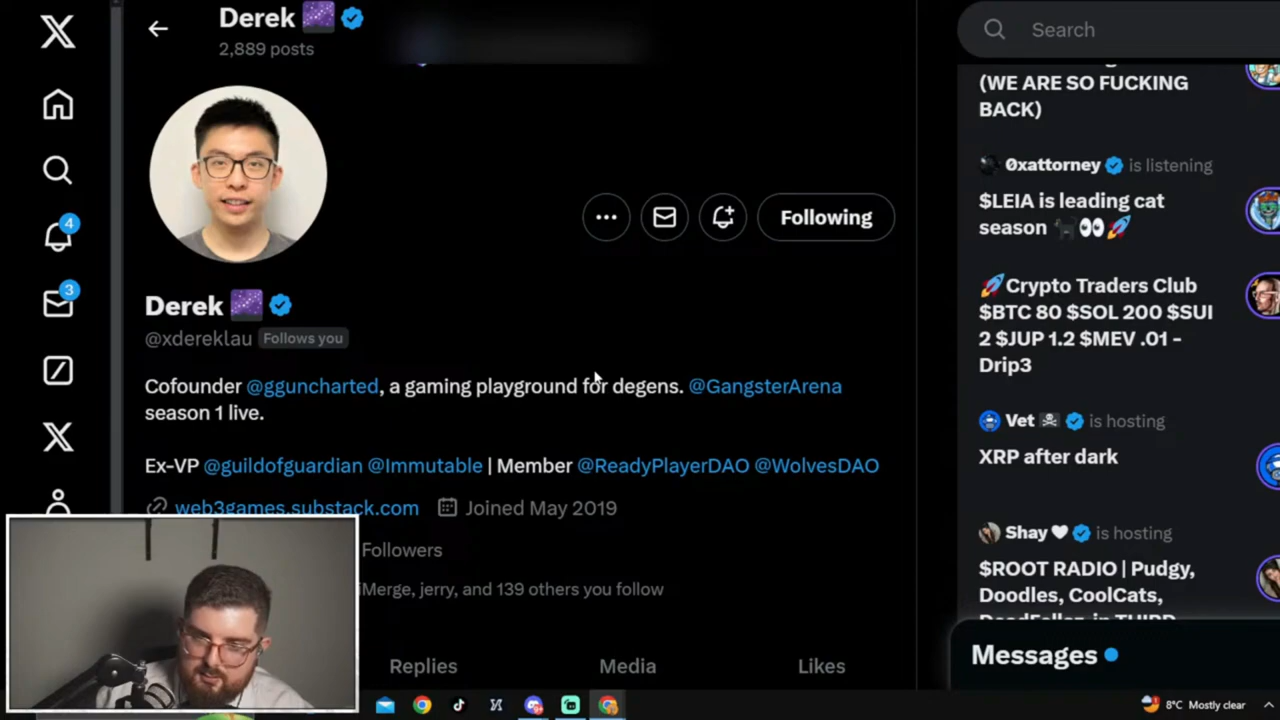 Derek
2,889 posts
Search
(WE ARE SO FUCKING
BACK)
0xattorney is listening
$LEIA is leading cat
season 🐈‍⬛👀🚀
🚀Crypto Traders Club
$BTC 80 $SOL 200 $SUI
2 $JUP 1.2 $MEV .01 -
Drip3
Vet ☠ is hosting
XRP after dark
Shay 🤍 is hosting
$ROOT RADIO | Pudgy,
Doodles, CoolCats,
Messages
4
3
Following
Derek
@xdereklau Follows you
Cofounder @gguncharted, a gaming playground for degens. @GangsterArena
season 1 live.
Ex-VP @guildofguardian @Immutable | Member @ReadyPlayerDAO @WolvesDAO
web3games.substack.com Joined May 2019
Followers
iMerge, jerry, and 139 others you follow
Replies Media Likes
8°C Mostly clear